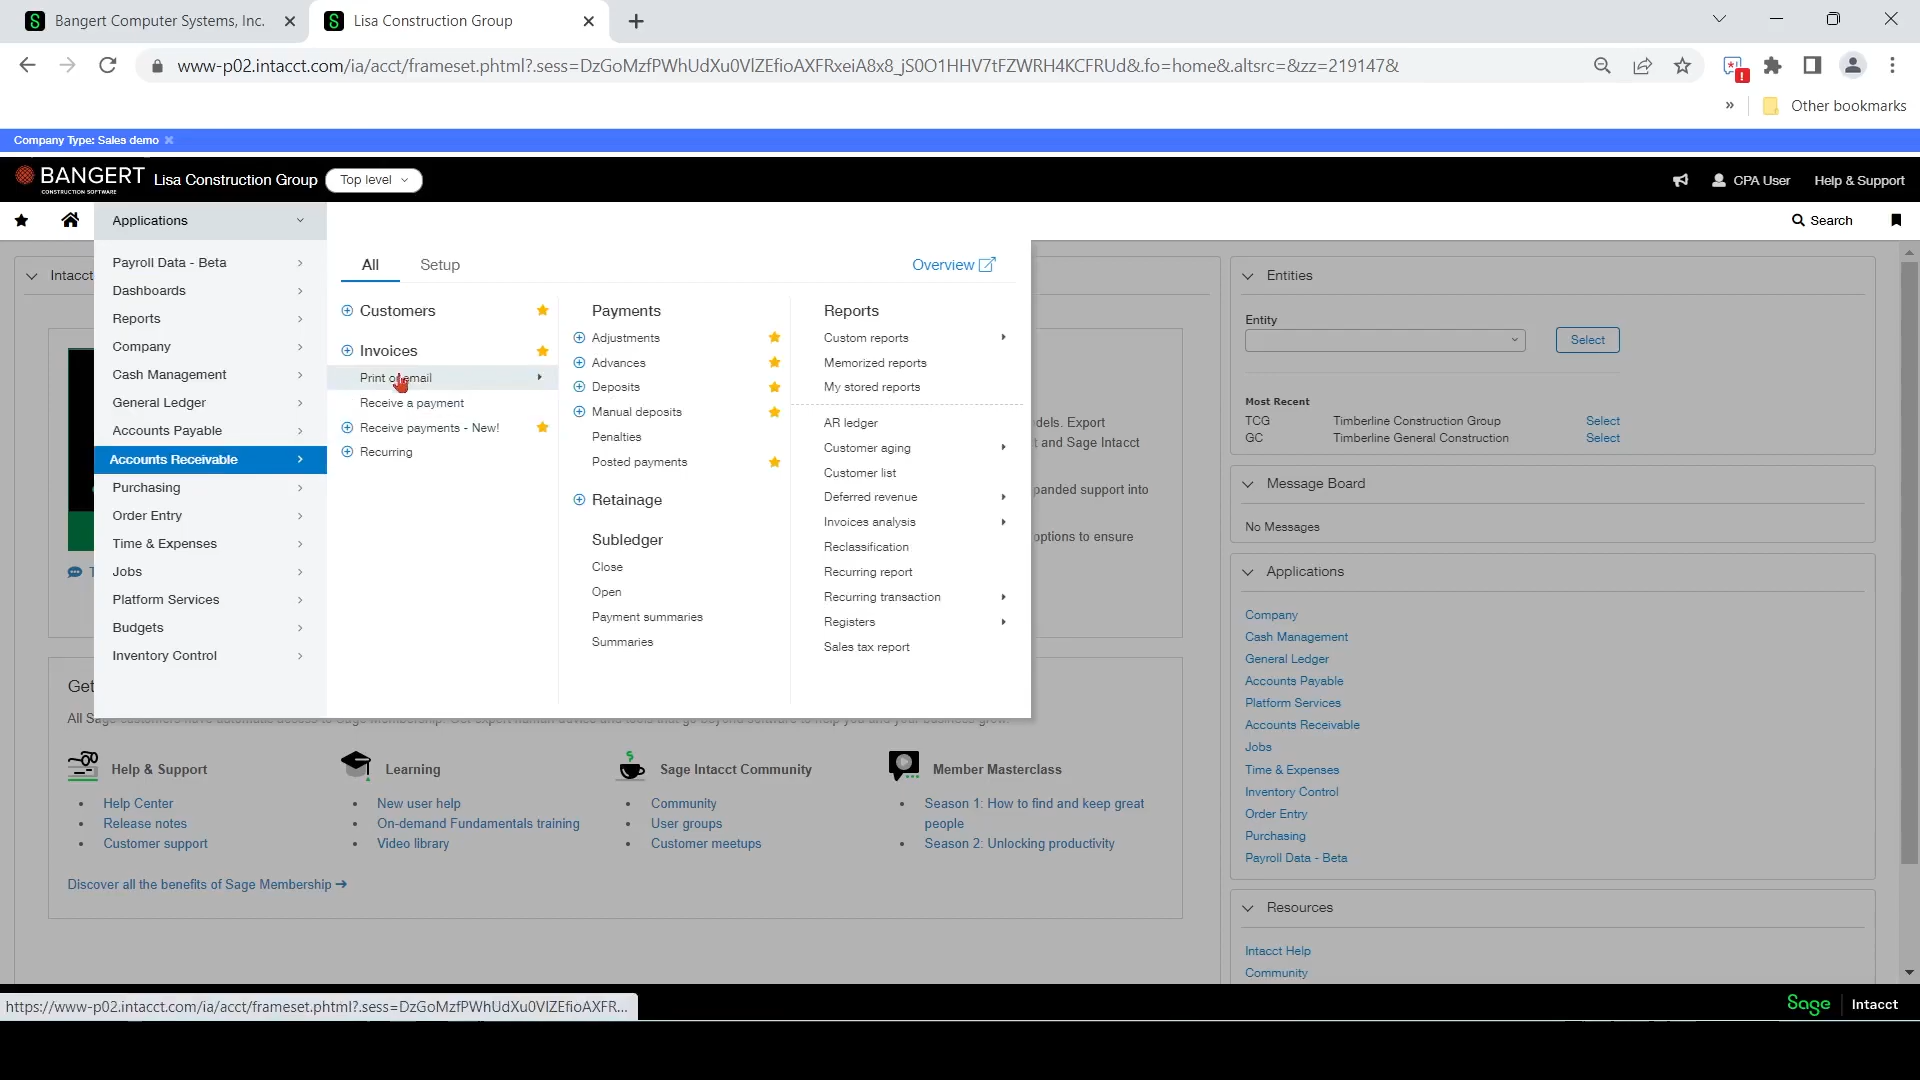 Bangert Computer Systems, Inc.
Lisa Construction Group
www-p02.intacct.com/ia/acct/frameset.phtml?.sess=DzGoMzfPWhUdXu0VlZEfioAXFRxeiA8x8_jS0O1HHV7tFZWRH4KCFRUd&.fo=home&.altsrc=&zz=219147&
»
Other bookmarks
Company Type: Sales demo
BANGERT
CONSTRUCTION SOFTWARE
Lisa Construction Group
Top level
CPA User
Help & Support
Applications
Search
Payroll Data - Beta
Dashboards
Reports
Company
Cash Management
General Ledger
Accounts Payable
Accounts Receivable
Purchasing
Order Entry
Time & Expenses
Jobs
Platform Services
Budgets
Inventory Control
All
Setup
Overview
Customers
Invoices
Print or email
Receive a payment
Receive payments - New!
Recurring
Payments
Adjustments
Advances
Deposits
Manual deposits
Penalties
Posted payments
Retainage
Subledger
Close
Open
Payment summaries
Summaries
Reports
Custom reports
Memorized reports
My stored reports
AR ledger
Customer aging
Customer list
Deferred revenue
Invoices analysis
Reclassification
Recurring report
Recurring transaction
Registers
Sales tax report
Intacct
dels. Export
t and Sage Intacct
panded support into
options to ensure
T
Get
All
Help & Support
Help Center
Release notes
Customer support
Learning
New user help
On-demand Fundamentals training
Video library
Sage Intacct Community
Community
User groups
Customer meetups
Member Masterclass
Season 1: How to find and keep great
people
Season 2: Unlocking productivity
Discover all the benefits of Sage Membership →
Entities
Entity
Select
Most Recent
TCG Timberline Construction Group Select
GC Timberline General Construction Select
Message Board
No Messages
Applications
Company
Cash Management
General Ledger
Accounts Payable
Platform Services
Accounts Receivable
Jobs
Time & Expenses
Inventory Control
Order Entry
Purchasing
Payroll Data - Beta
Resources
Intacct Help
Community
https://www-p02.intacct.com/ia/acct/frameset.phtml?.sess=DzGoMzfPWhUdXu0VlZEfioAXFR...
Sage
Intacct